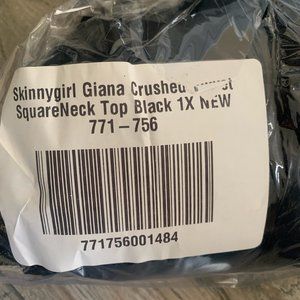 Skinnygirl Giana Crushed
SquareNeck Top Black 1X NEW
771-756
771756001484